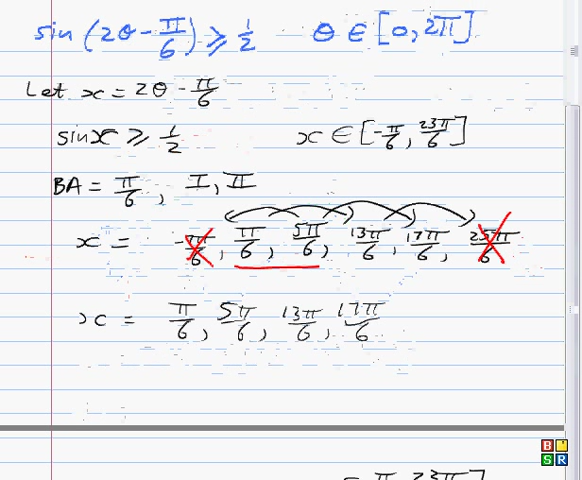 sin(2θ - π/6) ≥ 1/2 θ ∈ [0, 2π]
Let x = 2θ - π/6
sinx ≥ 1/2 x ∈ [-π/6, 23π/6]
BA = π/6, I, II
x = -π/6, π/6, 5π/6, 13π/6, 17π/6, 25π/6
x = π/6, 5π/6, 13π/6, 17π/6
B
S R